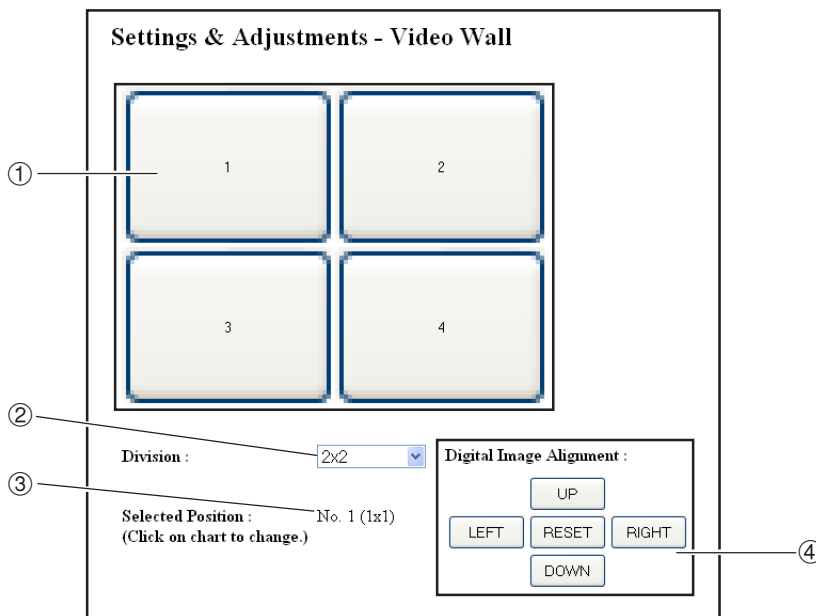 Settings & Adjustments - Video Wall
① 1 2
3 4
② Division : 2x2
③ Selected Position : No. 1 (1x1)
(Click on chart to change.)
Digital Image Alignment :
UP
LEFT RESET RIGHT
④
DOWN